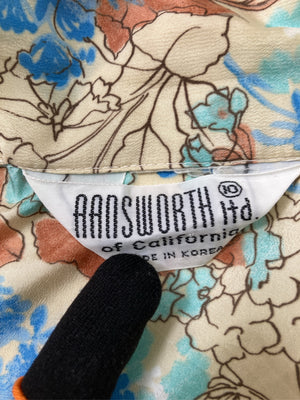 AANSWORTH ltd. 10
of California
MADE IN KOREA